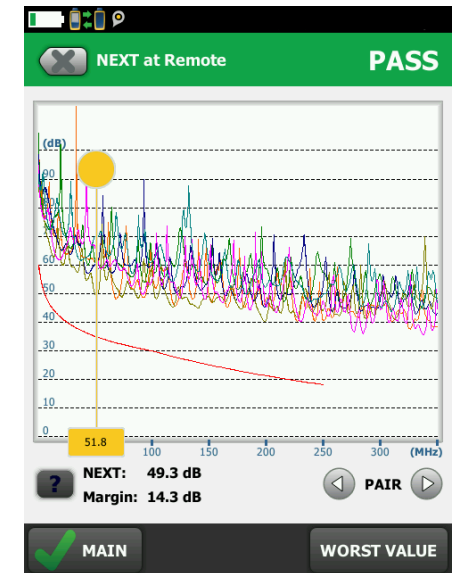 NEXT at Remote
PASS
(dB)
90
80
70
60
50
40
30
20
10
0
51.8
100
150
200
250
300
(MHz)
NEXT: 49.3 dB
Margin: 14.3 dB
?
PAIR
MAIN
WORST VALUE